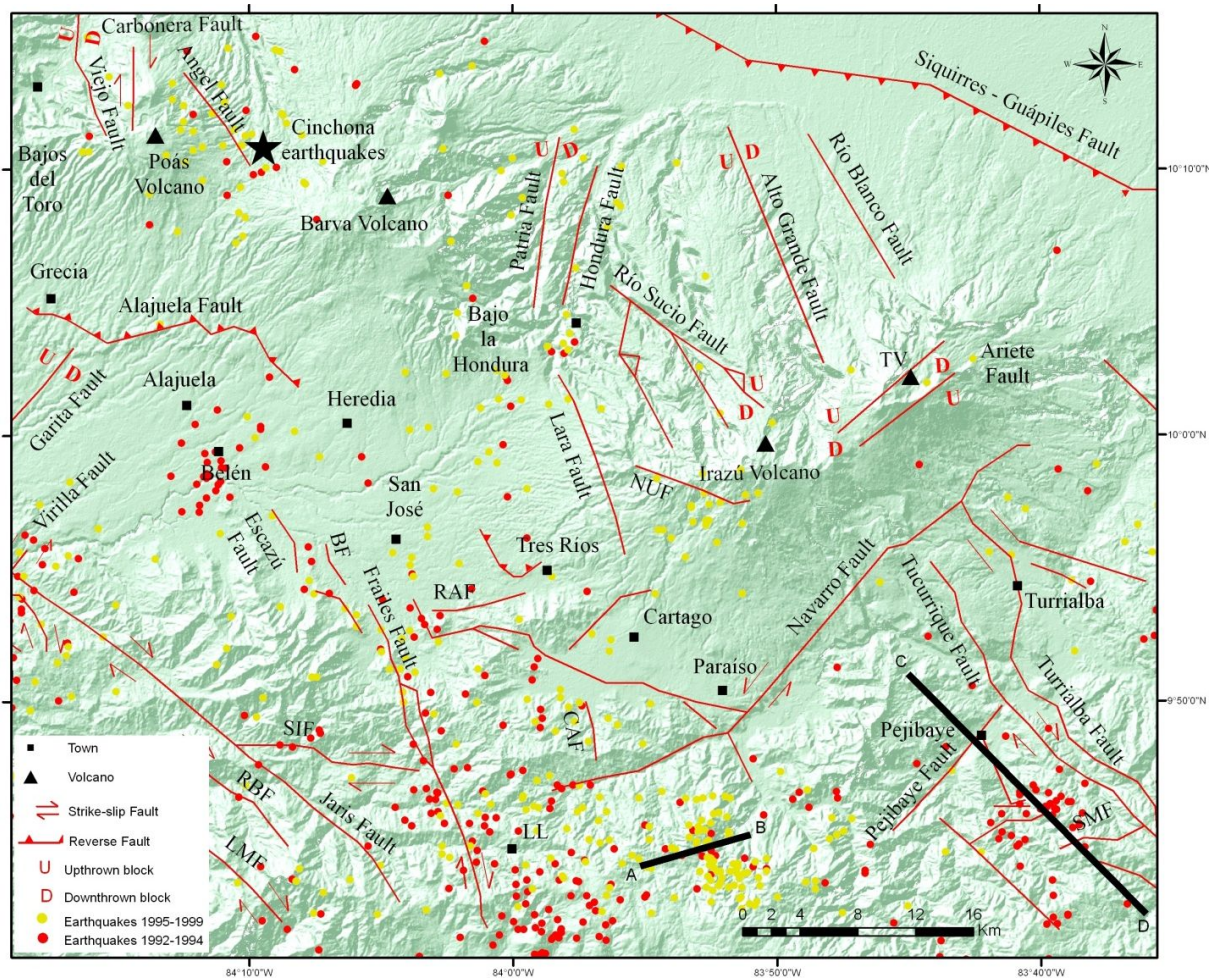 Carbonera Fault
U
D
Viejo Fault
Angel Fault
Cinchona
earthquakes
Bajos
del
Toro
Poás
Volcano
Barva Volcano
N
W
E
S
Siquirres - Guápiles Fault
10°10'0"N
U D
Patria Fault
Hondura Fault
U D
Alto Grande Fault
Río Blanco Fault
Grecia
Alajuela Fault
Bajo
la
Hondura
Río Sucio Fault
U
D
Garita Fault
Alajuela
Heredia
TV
D
Ariete
Fault
U
U
D
U
D
10°0'0"N
Belén
Virilla Fault
Lara Fault
Irazú Volcano
NUF
San
José
Escazú
Fault
BF
Tres Ríos
Frailes Fault
RAF
Cartago
Navarro Fault
Tucurrique Fault
Turrialba
Paraíso
C
9°50'0"N
Turrialba Fault
Pejibaye
Pejibaye Fault
CAF
SIF
RBF
Jaris Fault
LMF
LL
A
B
SMF
D
Town
Volcano
Strike-slip Fault
Reverse Fault
U Upthrown block
D Downthrown block
Earthquakes 1995-1999
Earthquakes 1992-1994
0 2 4 8 12 16
Km
84°10'0"W
84°0'0"W
83°50'0"W
83°40'0"W